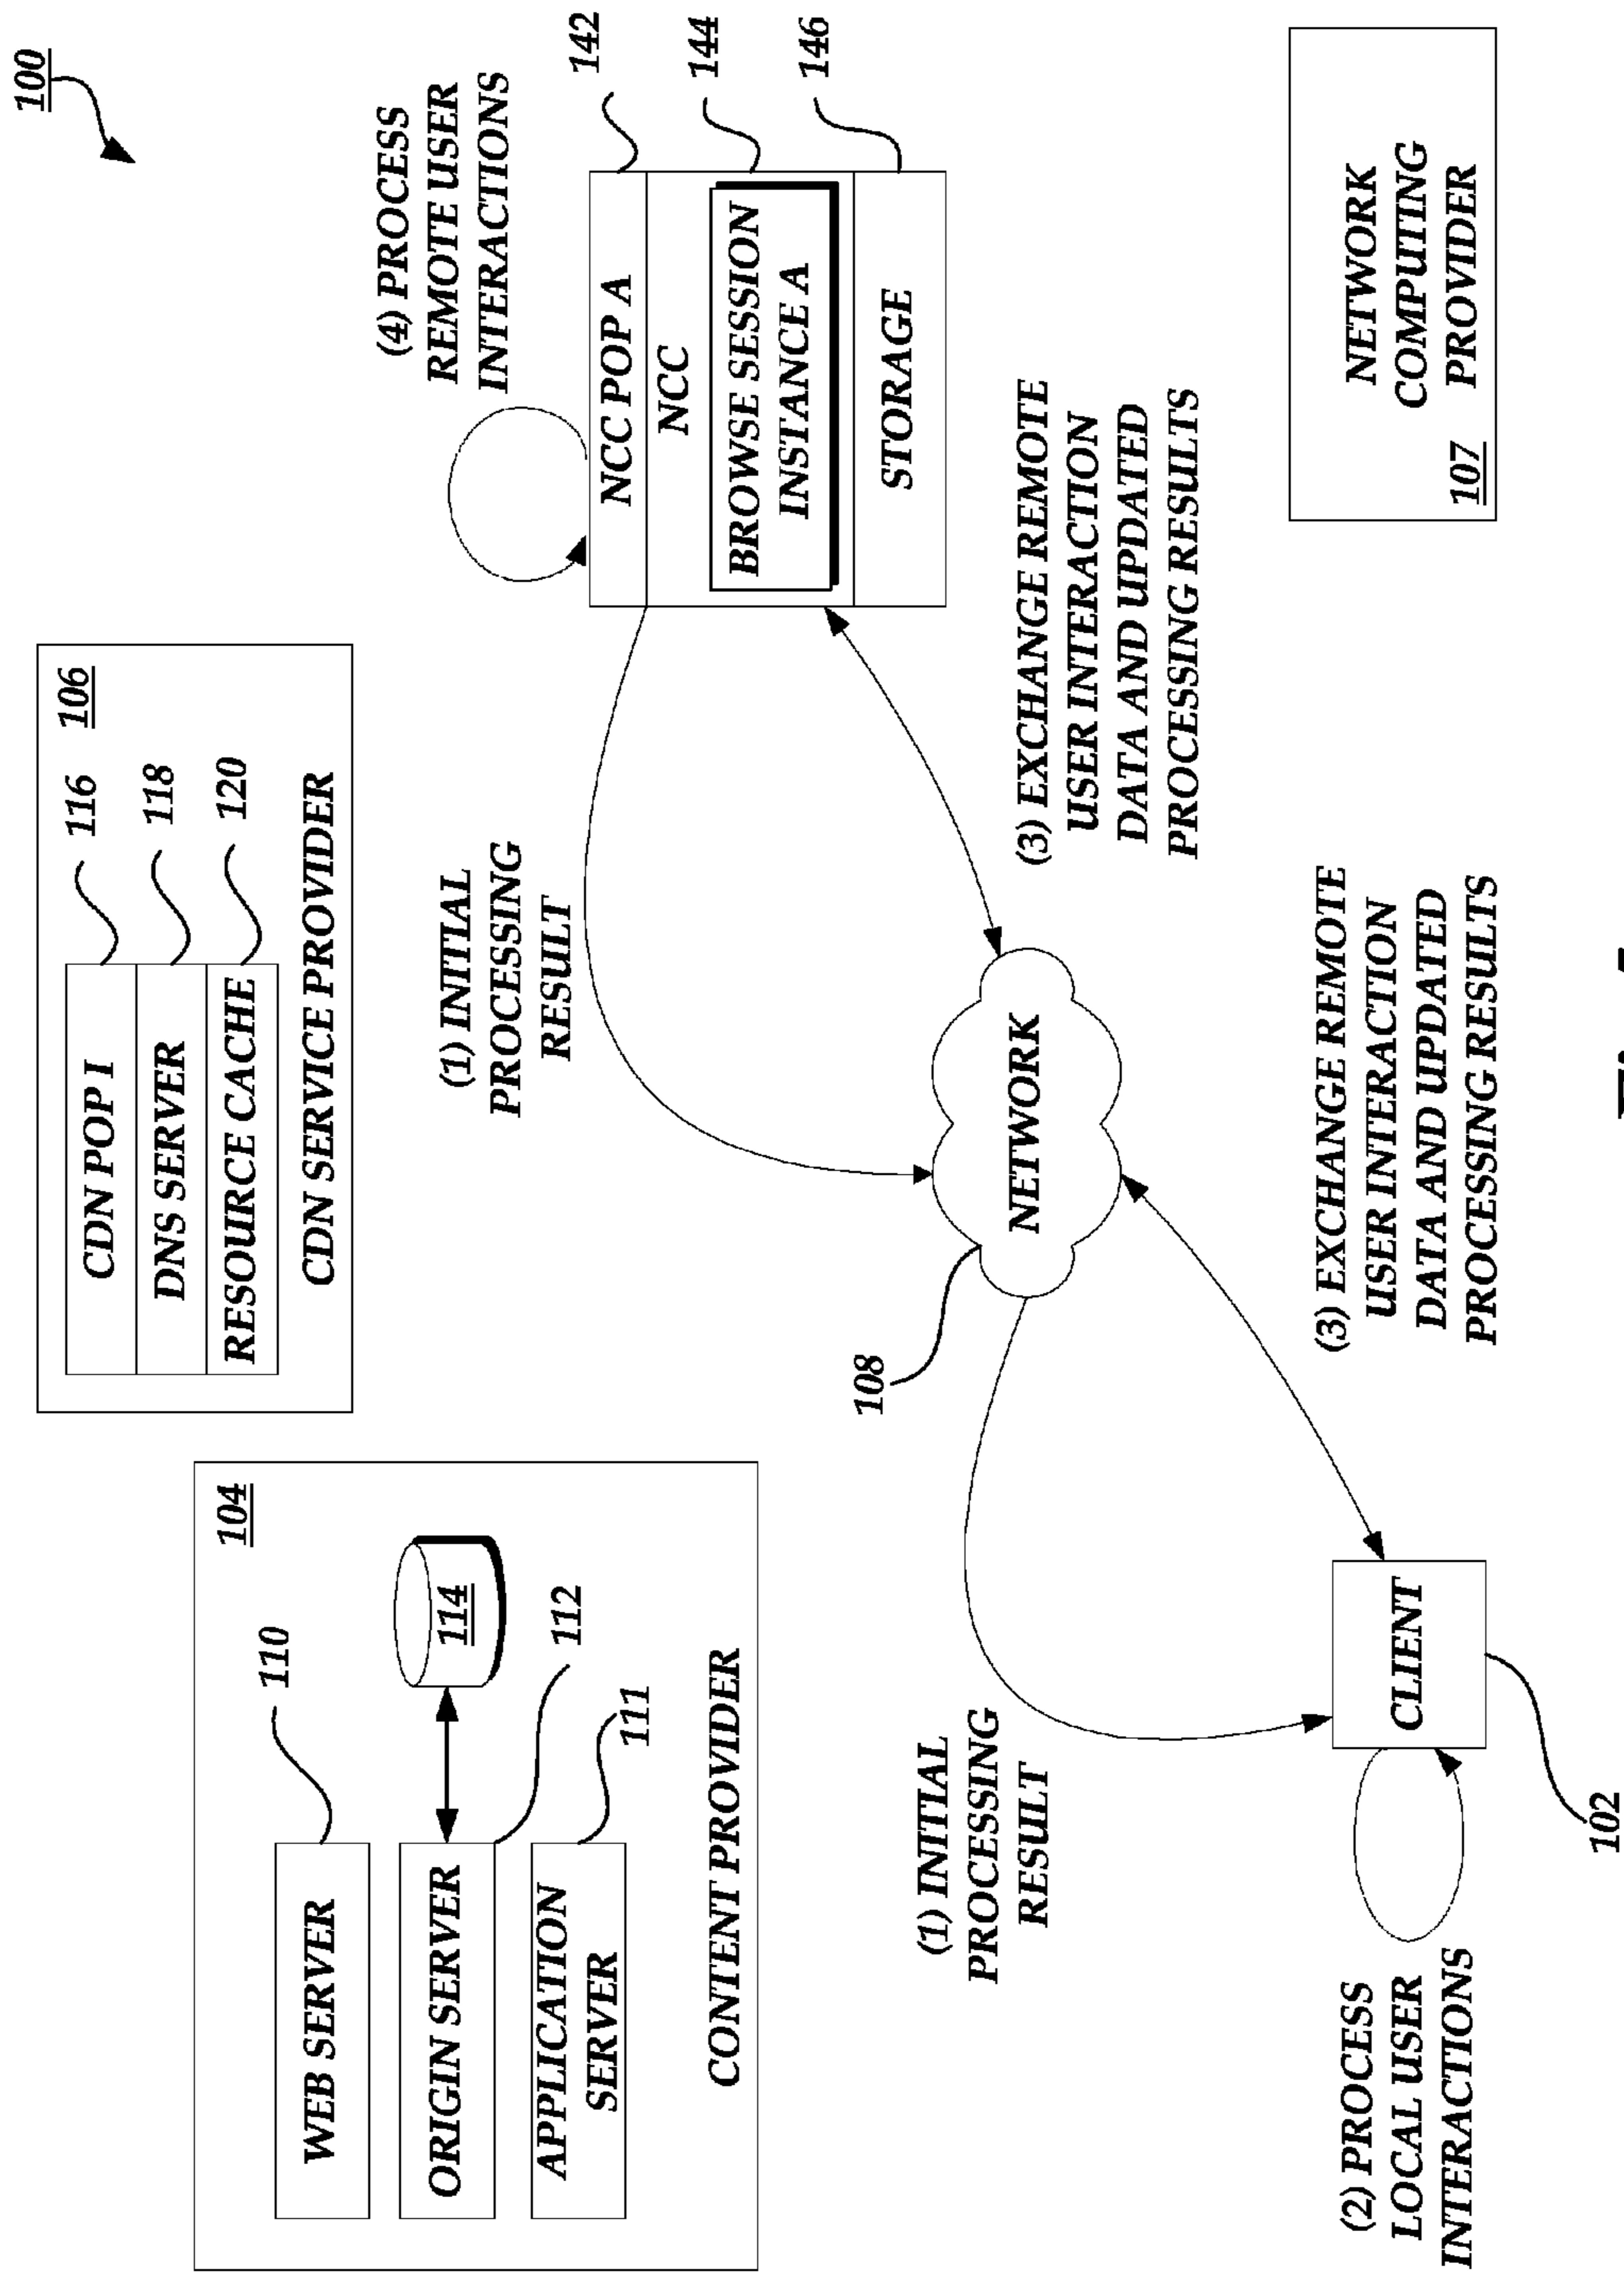 100
104
WEB SERVER
110
ORIGIN SERVER
114
112
APPLICATION
SERVER
111
CONTENT PROVIDER
106
CDN POP I
116
DNS SERVER
118
RESOURCE CACHE
120
CDN SERVICE PROVIDER
(4) PROCESS
REMOTE USER
INTERACTIONS
NCC POP A
142
NCC
144
BROWSE SESSION
INSTANCE A
STORAGE
146
(1) INITIAL
PROCESSING
RESULT
108
NETWORK
(3) EXCHANGE REMOTE
USER INTERACTION
DATA AND UPDATED
PROCESSING RESULTS
(1) INITIAL
PROCESSING
RESULT
(3) EXCHANGE REMOTE
USER INTERACTION
DATA AND UPDATED
PROCESSING RESULTS
(2) PROCESS
LOCAL USER
INTERACTIONS
CLIENT
102
NETWORK
COMPUTING
PROVIDER
107